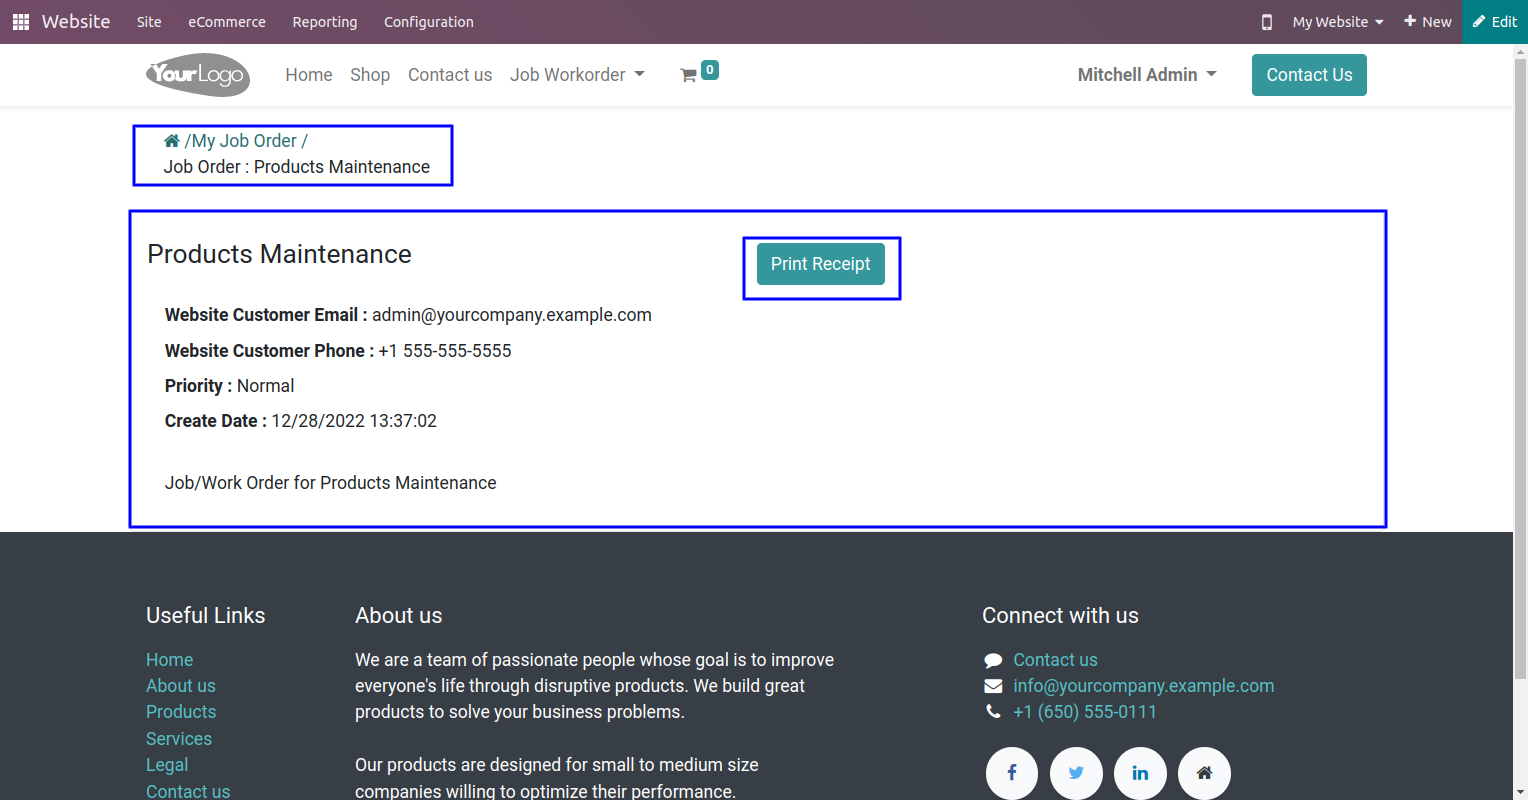 Website Site eCommerce Reporting Configuration My Website New Edit
YourLogo Home Shop Contact us Job Workorder 0 Mitchell Admin Contact Us
/My Job Order /
Job Order : Products Maintenance
Products Maintenance
Print Receipt
Website Customer Email : admin@yourcompany.example.com
Website Customer Phone : +1 555-555-5555
Priority : Normal
Create Date : 12/28/2022 13:37:02
Job/Work Order for Products Maintenance
Useful Links
Home
About us
Products
Services
Legal
Contact us
About us
We are a team of passionate people whose goal is to improve
everyone's life through disruptive products. We build great
products to solve your business problems.
Our products are designed for small to medium size
companies willing to optimize their performance.
Connect with us
Contact us
info@yourcompany.example.com
+1 (650) 555-0111